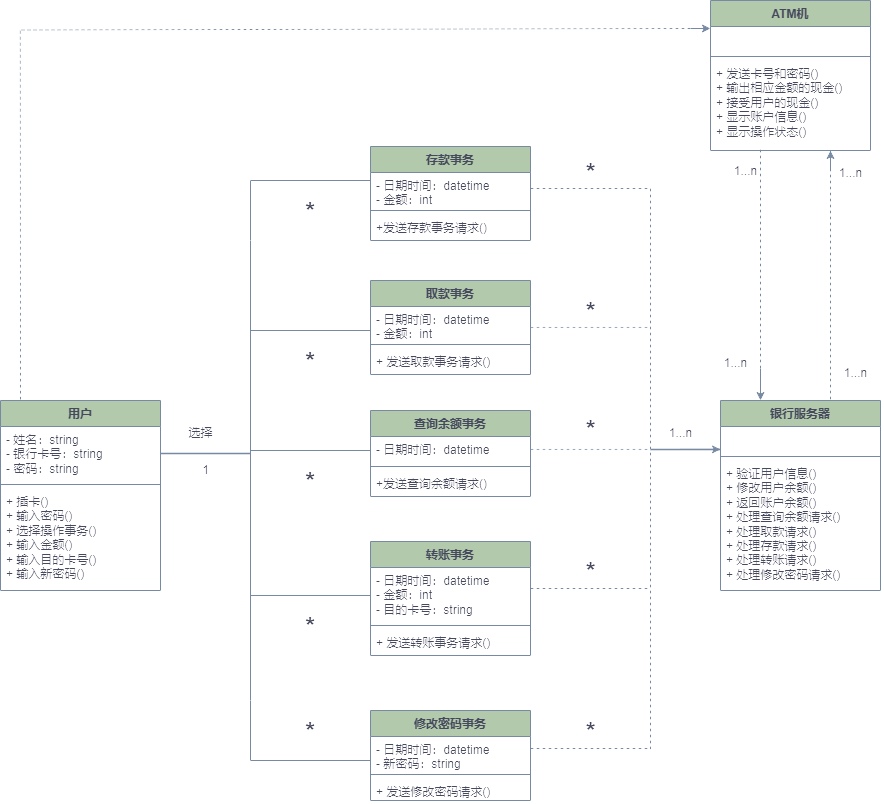 ATM机
+ 发送卡号和密码()
+ 输出相应金额的现金()
+ 接受用户的现金()
+ 显示账户信息()
+ 显示操作状态()
1...n
1...n
存款事务
- 日期时间：datetime
- 金额：int
+发送存款事务请求()
*
*
取款事务
- 日期时间：datetime
- 金额：int
+ 发送取款事务请求()
*
*
1...n
1...n
用户
- 姓名：string
- 银行卡号：string
- 密码：string
+ 插卡()
+ 输入密码()
+ 选择操作事务()
+ 输入金额()
+ 输入目的卡号()
+ 输入新密码()
选择
1
查询余额事务
- 日期时间：datetime
+发送查询余额请求()
*
*
1...n
银行服务器
+ 验证用户信息()
+ 修改用户余额()
+ 返回账户余额()
+ 处理查询余额请求()
+ 处理取款请求()
+ 处理存款请求()
+ 处理转账请求()
+ 处理修改密码请求()
转账事务
- 日期时间：datetime
- 金额：int
- 目的卡号：string
+ 发送转账事务请求()
*
*
修改密码事务
- 日期时间：datetime
- 新密码：string
+ 发送修改密码请求()
*
*